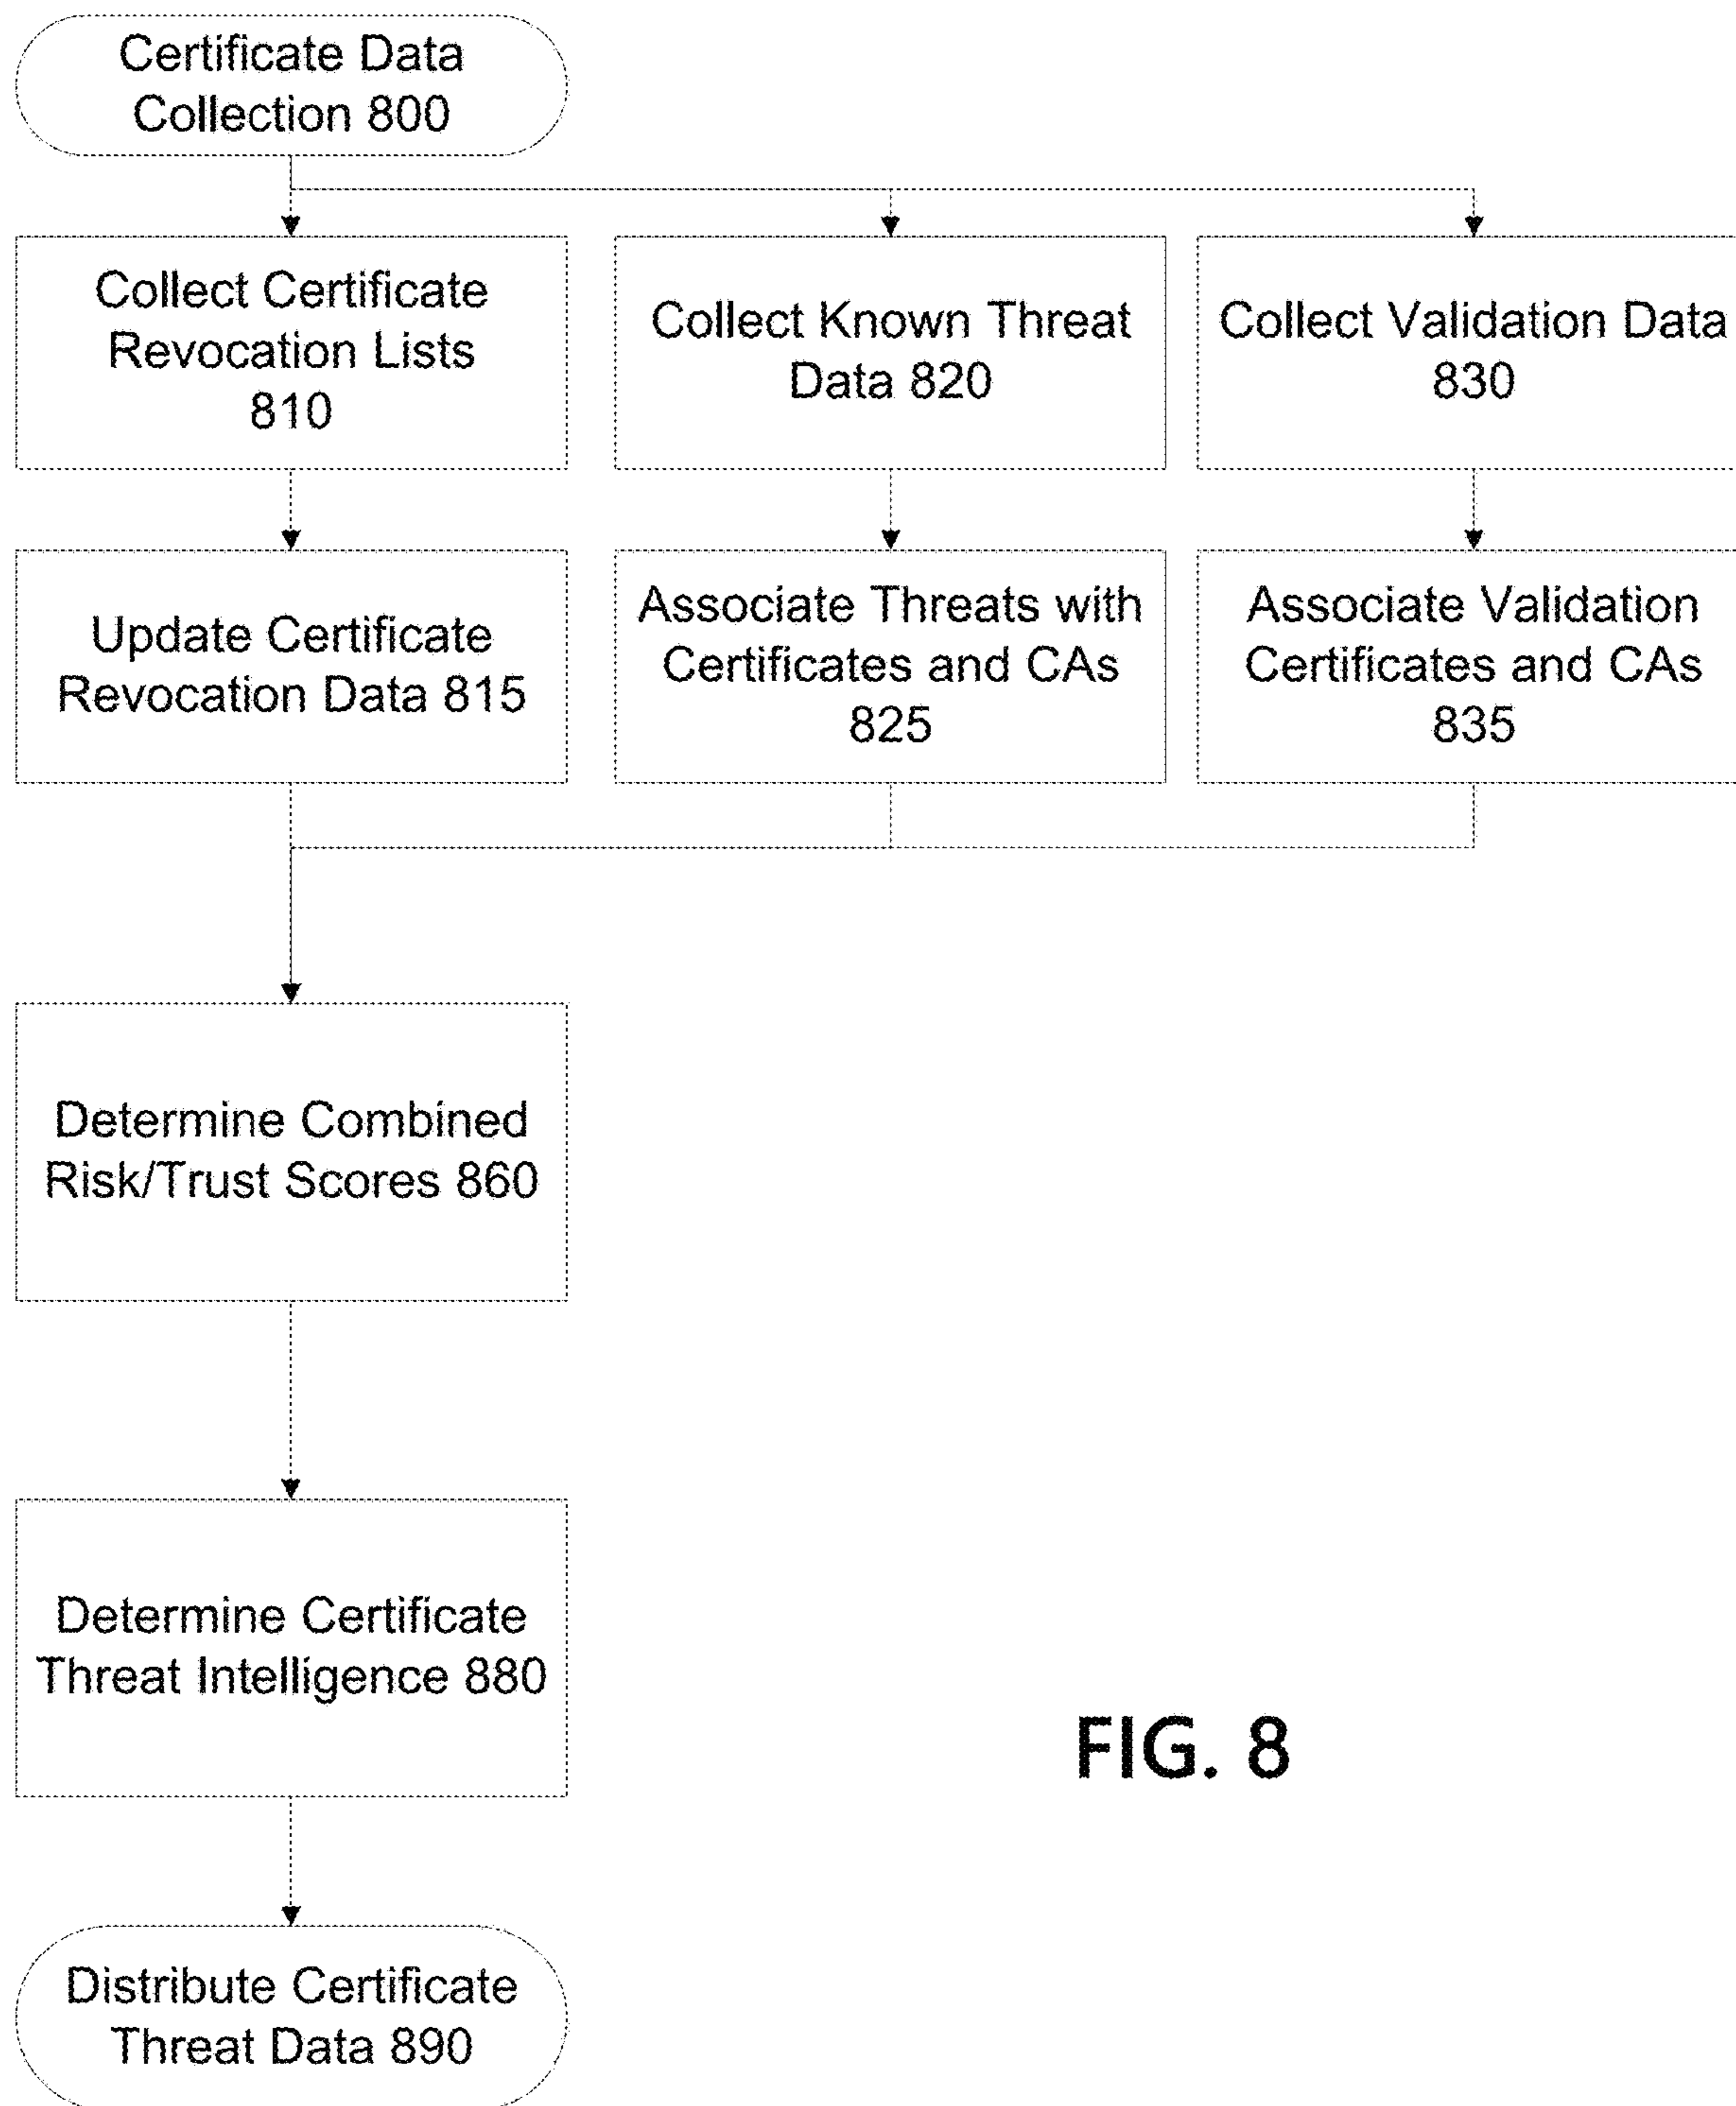 Certificate Data
Collection 800
Collect Certificate
Revocation Lists
810
Collect Known Threat
Data 820
Collect Validation Data
830
Update Certificate
Revocation Data 815
Associate Threats with
Certificates and CAs
825
Associate Validation
Certificates and CAs
835
Determine Combined
Risk/Trust Scores 860
Determine Certificate
Threat Intelligence 880
FIG. 8
Distribute Certificate
Threat Data 890